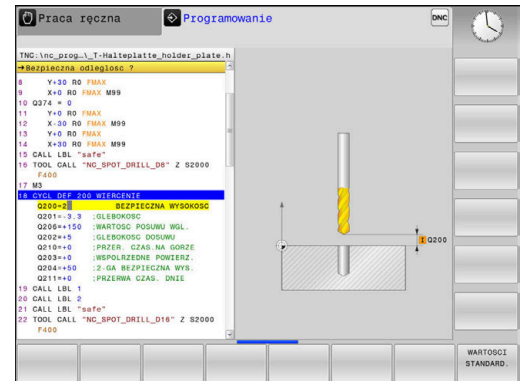 Praca ręczna
Programowanie
DNC
TNC:\nc_prog…\_T-Halteplatte_holder_plate.h
→Bezpieczna odleglosc ?
8 Y+30 R0 FMAX
9 X+0 R0 FMAX M99
10 Q374 = 0
11 Y+0 R0 FMAX
12 X-30 R0 FMAX M99
13 Y+0 R0 FMAX
14 X+30 R0 FMAX M99
15 CALL LBL "safe"
16 TOOL CALL "NC_SPOT_DRILL_D8" Z S2000
F400
17 M3
18 CYCL DEF 200 WIERCENIE
Q200=2 BEZPIECZNA WYSOKOSC
Q201=-3.3 ;GLEBOKOSC
Q206=+150 ;WARTOSC POSUWU WGL.
Q202=+5 ;GLEBOKOSC DOSUWU
Q210=+0 ;PRZER. CZAS.NA GORZE
Q203=+0 ;WSPOLRZEDNE POWIERZ.
Q204=+50 ;2-GA BEZPIECZNA WYS.
Q211=+0 ;PRZERWA CZAS. DNIE
19 CALL LBL 1
20 CALL LBL 2
21 CALL LBL "safe"
22 TOOL CALL "NC_SPOT_DRILL_D16" Z S2000
F400
I Q200
WARTOSCI
STANDARD.